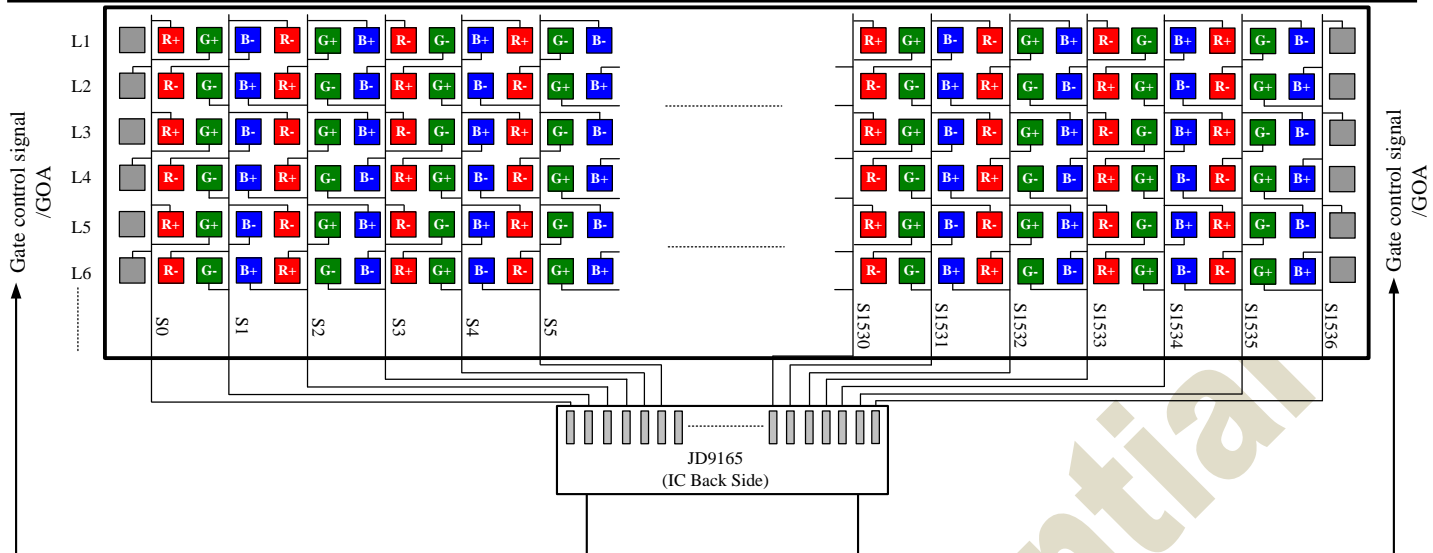 L1 R+ G+ B- R- G+ B+ R- G- B+ R+ G- B- R+ G+ B- R- G+ B+ R- G- B+ R+ G- B-
L2 R- G- B+ R+ G- B- R+ G+ B- R- G+ B+ R- G- B+ R+ G- B- R+ G+ B- R- G+ B+
L3 R+ G+ B- R- G+ B+ R- G- B+ R+ G- B- R+ G+ B- R- G+ B+ R- G- B+ R+ G- B-
L4 R- G- B+ R+ G- B- R+ G+ B- R- G+ B+ R- G- B+ R+ G- B- R+ G+ B- R- G+ B+
L5 R+ G+ B- R- G+ B+ R- G- B+ R+ G- B- R+ G+ B- R- G+ B+ R- G- B+ R+ G- B-
L6 R- G- B+ R+ G- B- R+ G+ B- R- G+ B+ R- G- B+ R+ G- B- R+ G+ B- R- G+ B+
Gate control signal
/GOA
Gate control signal
/GOA
S0 S1 S2 S3 S4 S5 S1530 S1531 S1532 S1533 S1534 S1535 S1536
JD9165
(IC Back Side)
ntial